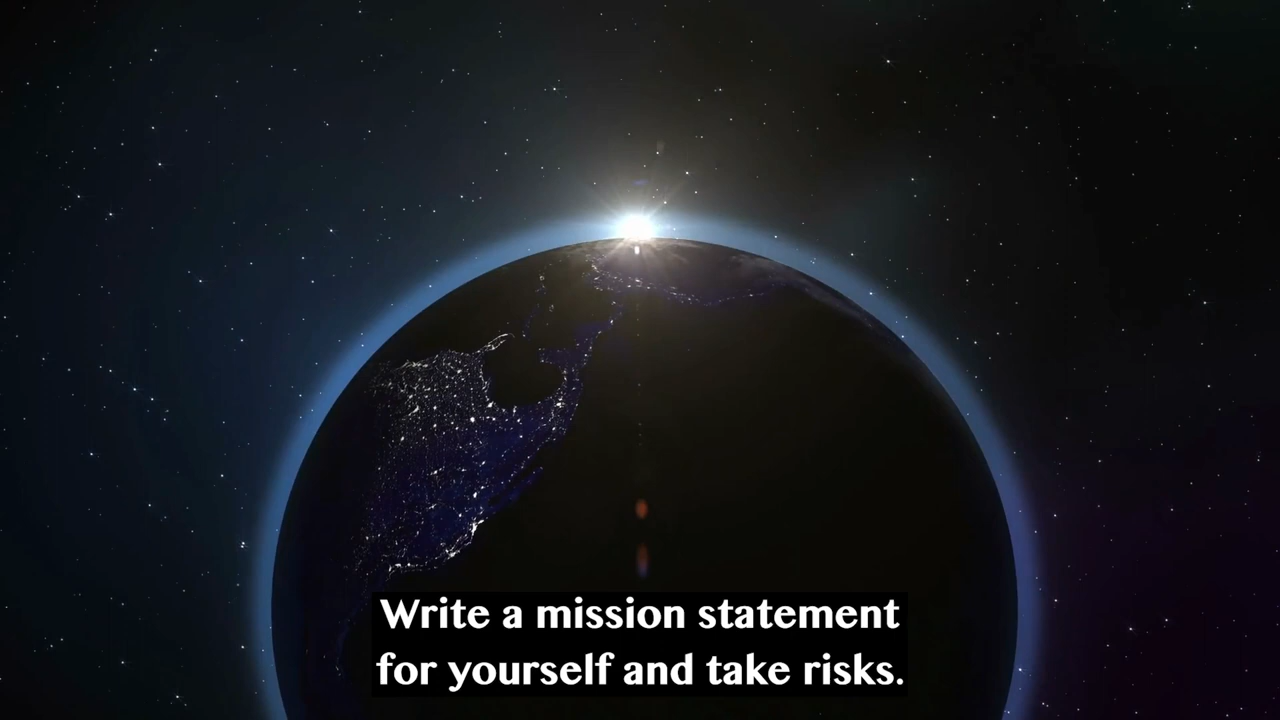 Write a mission statement
for yourself and take risks.